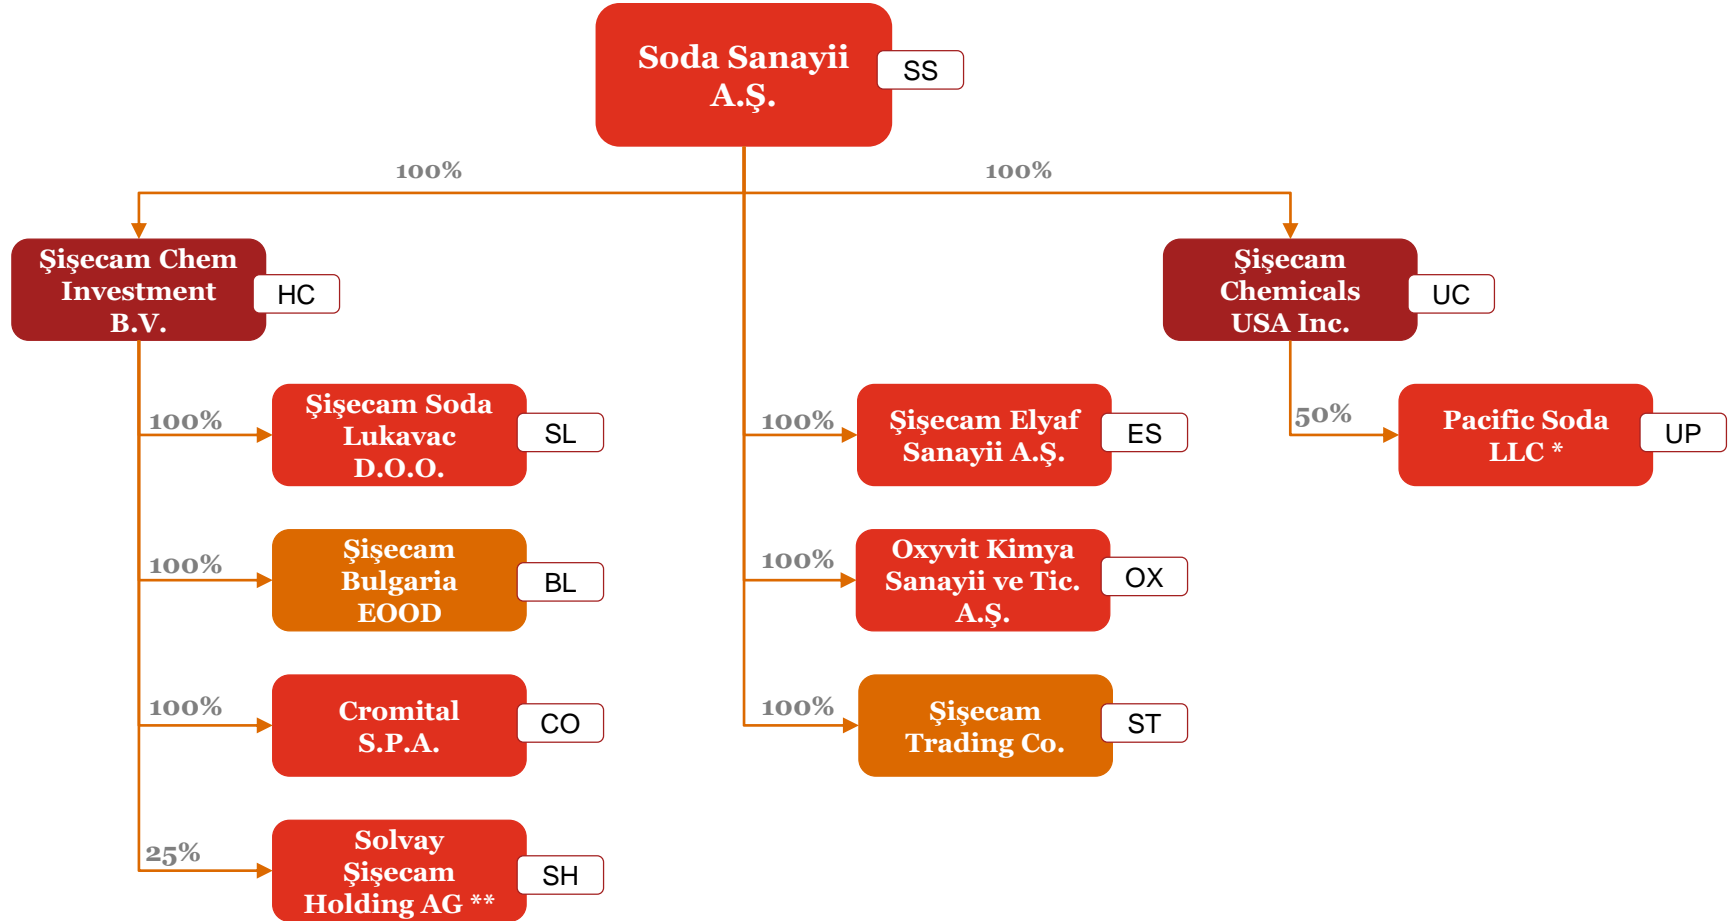 Soda Sanayii
A.Ş.
SS
100%
100%
Şişecam Chem
Investment
B.V.
HC
Şişecam
Chemicals
USA Inc.
UC
100%
Şişecam Soda
Lukavac
D.O.O.
SL
100%
Şişecam Elyaf
Sanayii A.Ş.
ES
50%
Pacific Soda
LLC *
UP
100%
Şişecam
Bulgaria
EOOD
BL
100%
Oxyvit Kimya
Sanayii ve Tic.
A.Ş.
OX
100%
Cromital
S.P.A.
CO
100%
Şişecam
Trading Co.
ST
25%
Solvay
Şişecam
Holding AG **
SH